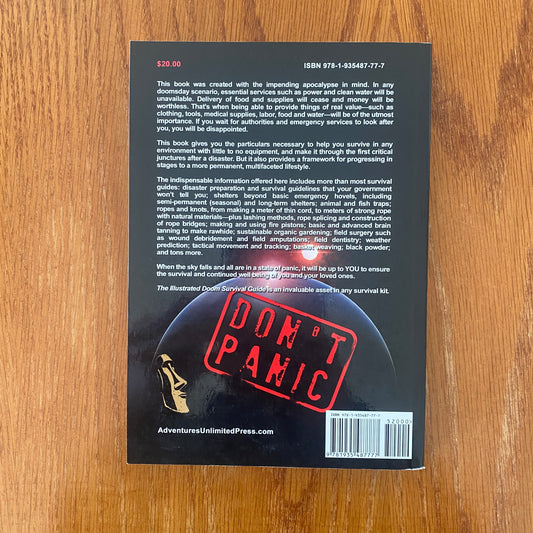 $20.00 ISBN 978-1-935487-77-7
This book was created with the impending apocalypse in mind. In any
doomsday scenario, essential services such as power and clean water will be
unavailable. Delivery of food and supplies will cease and money will be
worthless. That's when being able to provide things of real value—such as
clothing, tools, medical supplies, labor, food and water—will be of the utmost
importance. If you wait for authorities and emergency services to look after
you, you will be disappointed.
This book gives you the particulars necessary to help you survive in any
environment with little to no equipment, and make it through the first critical
junctures after a disaster. But it also provides a framework for progressing in
stages to a more permanent, multifaceted lifestyle.
The indispensable information offered here includes more than most survival
guides: disaster preparation and survival guidelines that your government
won't tell you; shelters beyond basic emergency hovels, including
semi-permanent (seasonal) and long-term shelters; animal and fish traps;
ropes and knots, from making a meter of thin cord, to meters of strong rope
with natural materials—plus lashing methods, rope splicing and construction
of rope bridges; making and using fire pistons; basic and advanced brain
tanning to make rawhide; sustainable organic gardening; field surgery such
as wound debridement and field amputations; field dentistry; weather
prediction; tactical movement and tracking; basket weaving; black powder;
and tons more.
When the sky falls and all are in a state of panic, it will be up to YOU to ensure
the survival and continued well being of you and your loved ones.
The Illustrated Doom Survival Guide is an invaluable asset in any survival kit.
DON'T
PANIC
AdventuresUnlimitedPress.com
ISBN 978-1-935487-77-7
52000
9 781935 487777